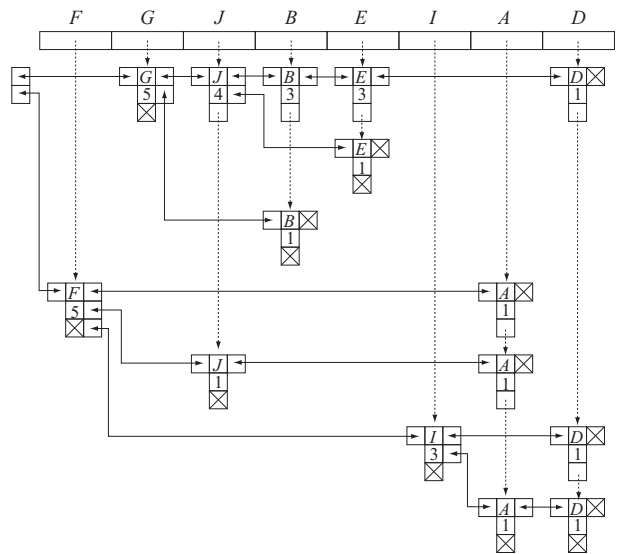 F G J B E I A D
G J B E D
5 4 3 3 1
E
1
B
1
F A
5 1
J A
1 1
I D
3 1
A D
1 1